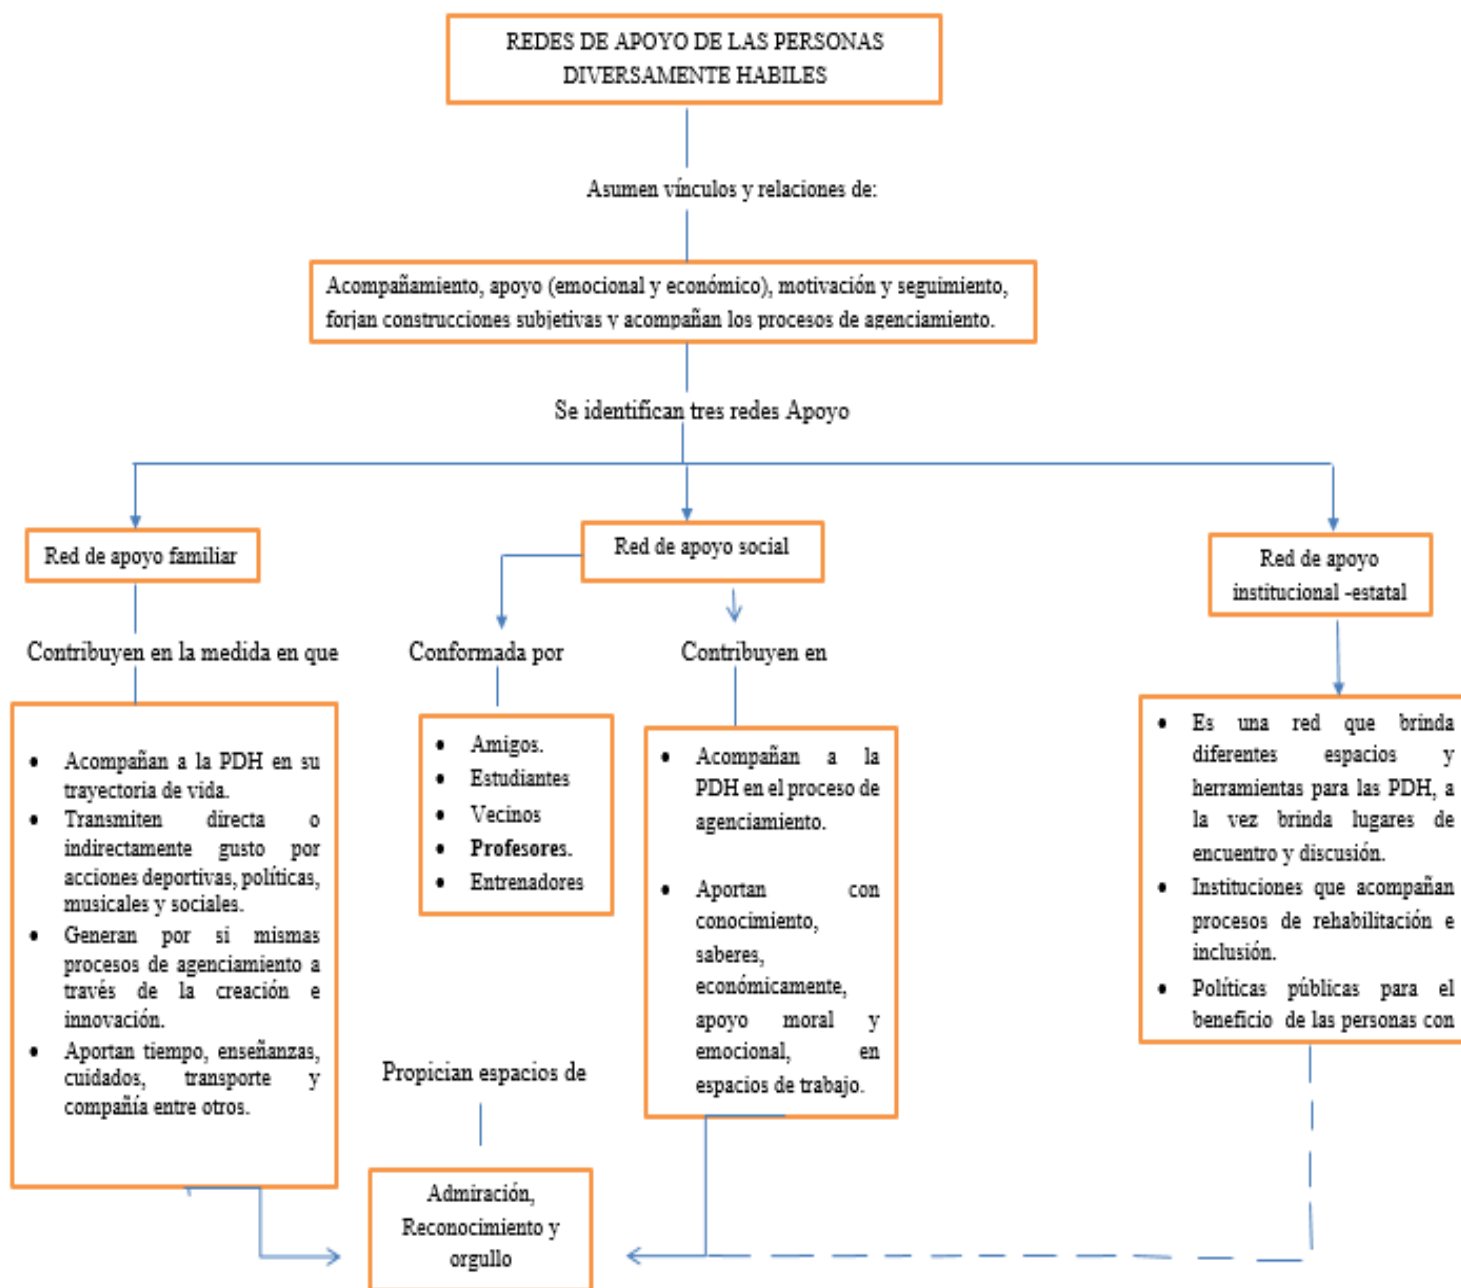 REDES DE APOYO DE LAS PERSONAS
DIVERSAMENTE HABILES
Asumen vínculos y relaciones de:
Acompañamiento, apoyo (emocional y económico), motivación y seguimiento,
forjan construcciones subjetivas y acompañan los procesos de agenciamiento.
Se identifican tres redes Apoyo
Red de apoyo familiar
Contribuyen en la medida en que
• Acompañan a la PDH en su
trayectoria de vida.
• Transmiten directa o
indirectamente gusto por
acciones deportivas, políticas,
musicales y sociales.
• Generan por si mismas
procesos de agenciamiento a
través de la creación e
innovación.
• Aportan tiempo, enseñanzas,
cuidados, transporte y
compañía entre otros.
Red de apoyo social
Conformada por
• Amigos.
• Estudiantes
• Vecinos
• Profesores.
• Entrenadores
Contribuyen en
• Acompañan a la
PDH en el proceso de
agenciamiento.
• Aportan con
conocimiento,
saberes,
económicamente,
apoyo moral y
emocional, en
espacios de trabajo.
Red de apoyo
institucional -estatal
• Es una red que brinda
diferentes espacios y
herramientas para las PDH, a
la vez brinda lugares de
encuentro y discusión.
• Instituciones que acompañan
procesos de rehabilitación e
inclusión.
• Políticas públicas para el
beneficio de las personas con
Propician espacios de
Admiración,
Reconocimiento y
orgullo